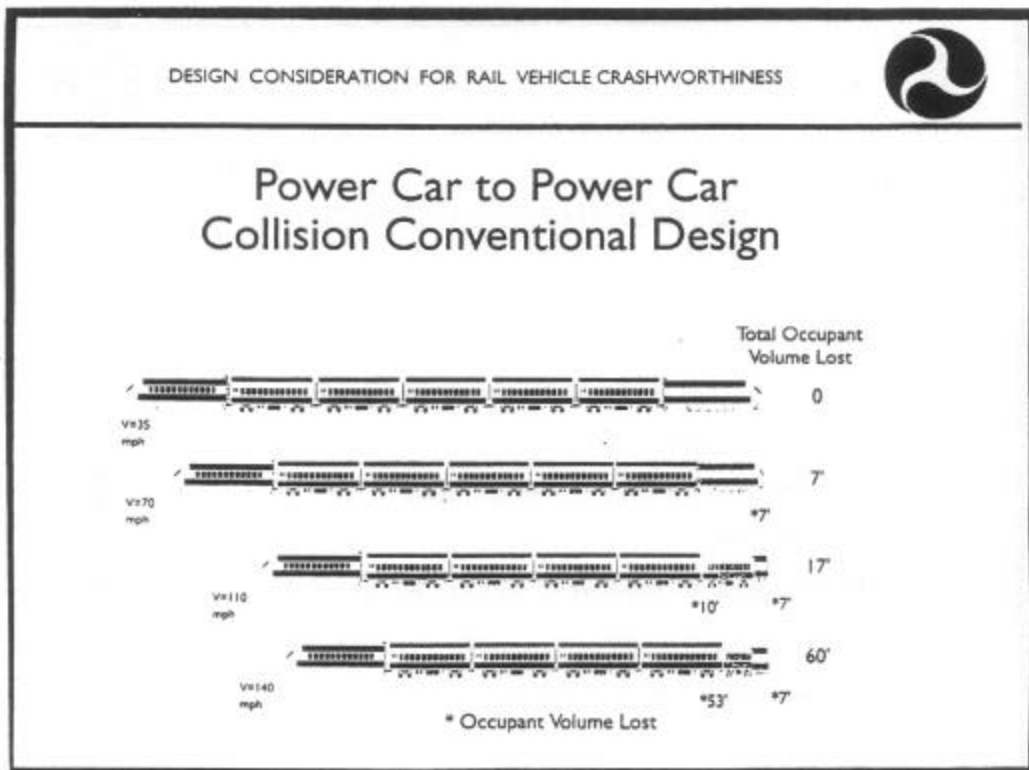 DESIGN CONSIDERATION FOR RAIL VEHICLE CRASHWORTHINESS
Power Car to Power Car
Collision Conventional Design
Total Occupant
Volume Lost
0
V=35
mph
7'
V=70
mph
*7'
17'
V=110
mph
*10'
*7'
60'
V=140
mph
*53'
*7'
* Occupant Volume Lost